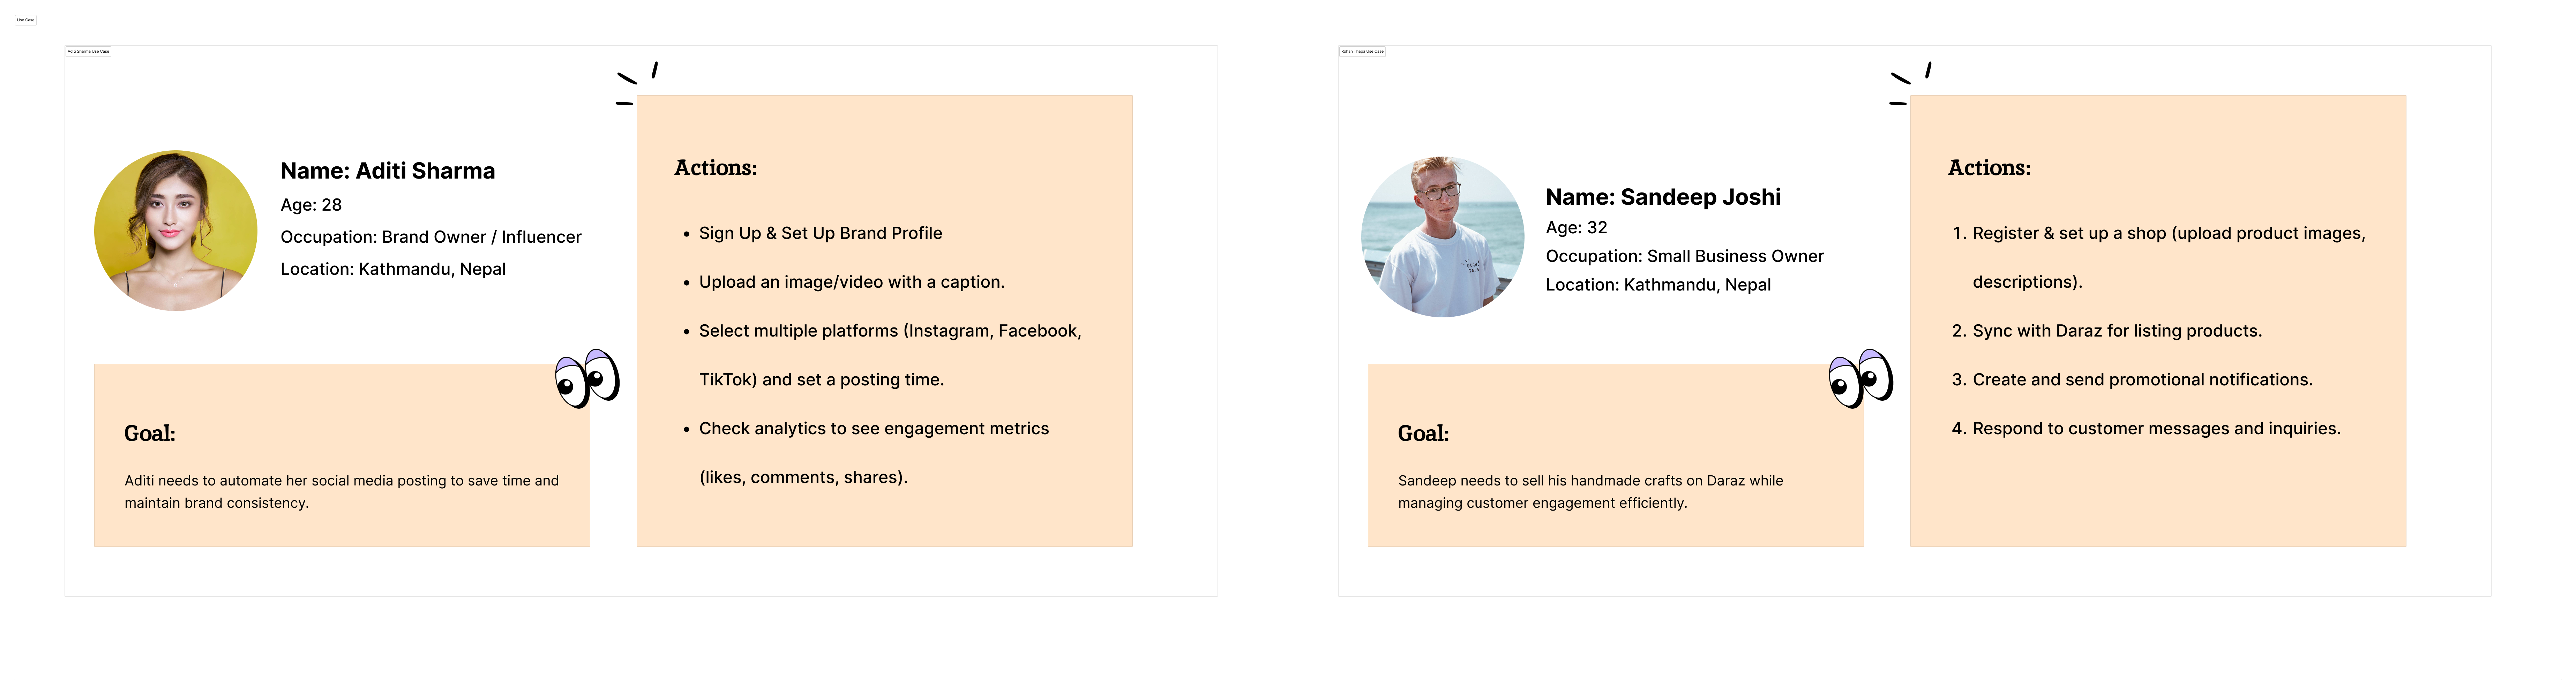 Use Case
Aditi Sharma Use Case
Name: Aditi Sharma
Age: 28
Occupation: Brand Owner / Influencer
Location: Kathmandu, Nepal
Goal:
Aditi needs to automate her social media posting to save time and
maintain brand consistency.
Actions:
• Sign Up & Set Up Brand Profile
• Upload an image/video with a caption.
• Select multiple platforms (Instagram, Facebook,
TikTok) and set a posting time.
• Check analytics to see engagement metrics
(likes, comments, shares).
Rohan Thapa Use Case
Name: Sandeep Joshi
Age: 32
Occupation: Small Business Owner
Location: Kathmandu, Nepal
Goal:
Sandeep needs to sell his handmade crafts on Daraz while
managing customer engagement efficiently.
Actions:
1. Register & set up a shop (upload product images,
descriptions).
2. Sync with Daraz for listing products.
3. Create and send promotional notifications.
4. Respond to customer messages and inquiries.